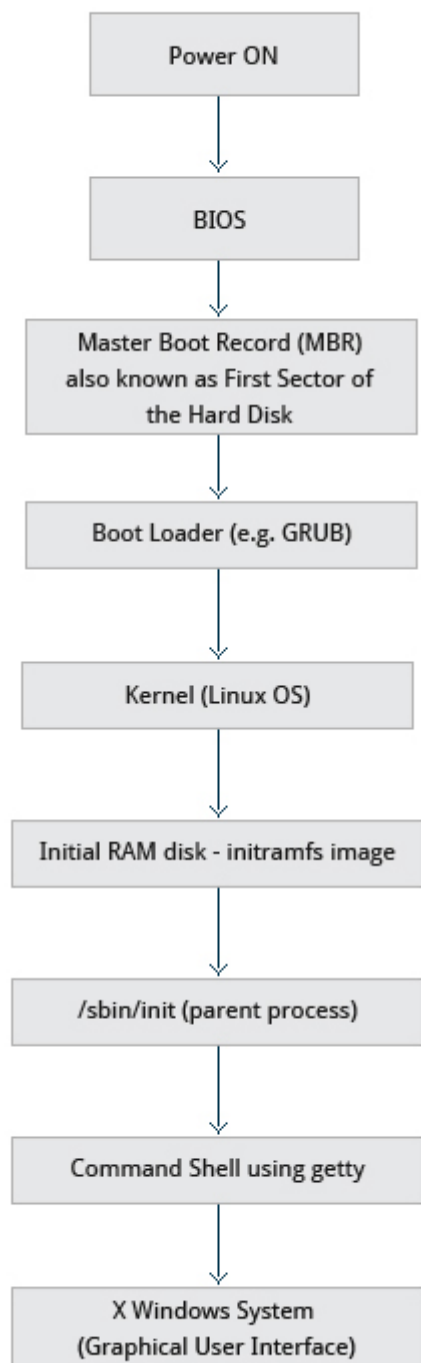 Power ON
BIOS
Master Boot Record (MBR)
also known as First Sector of
the Hard Disk
Boot Loader (e.g. GRUB)
Kernel (Linux OS)
Initial RAM disk - initramfs image
/sbin/init (parent process)
Command Shell using getty
X Windows System
(Graphical User Interface)